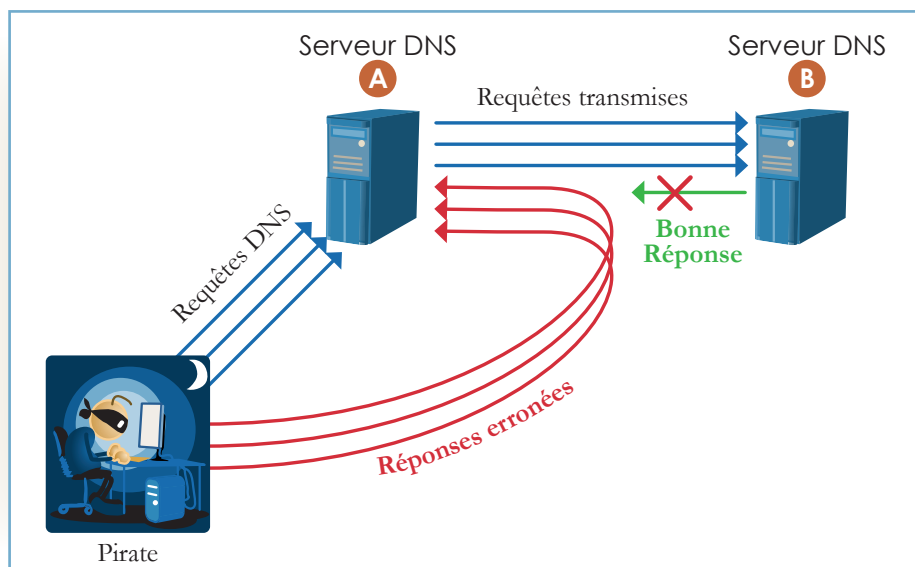 Serveur DNS
A
Serveur DNS
B
Requêtes transmises
Bonne
Réponse
Requêtes DNS
Réponses erronées
Pirate